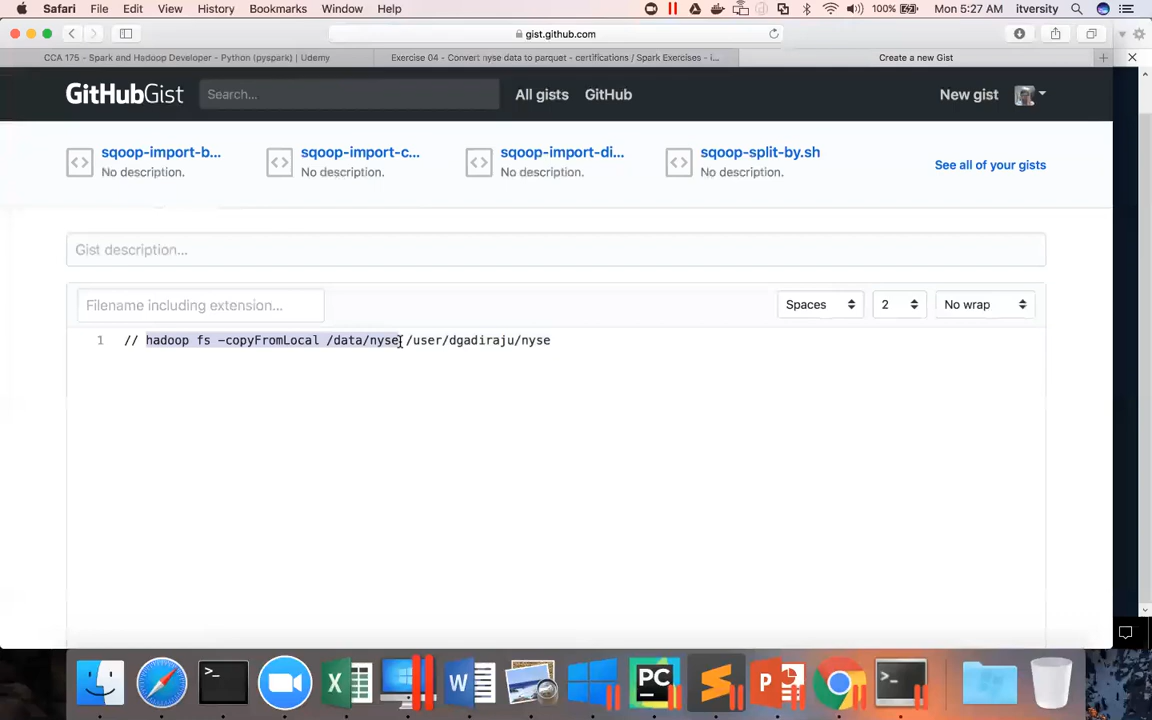 Safari File Edit View History Bookmarks Window Help 100% Mon 5:27 AM itversity
gist.github.com
CCA 175 - Spark and Hadoop Developer - Python (pyspark) | Udemy
Exercise 04 - Convert nyse data to parquet - certifications / Spark Exercises - i...
Create a new Gist
GitHubGist Search... All gists GitHub New gist
sqoop-import-b... sqoop-import-c... sqoop-import-di... sqoop-split-by.sh
No description. No description. No description. No description.
See all of your gists
Gist description...
Filename including extension... Spaces 2 No wrap
1 // hadoop fs -copyFromLocal /data/nyse /user/dgadiraju/nyse